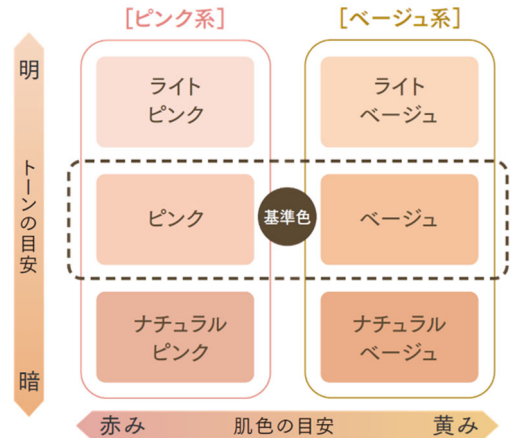 [ピンク系]
[ベージュ系]
明
トーンの目安
暗
ライト
ピンク
ライト
ベージュ
ピンク
基準色
ベージュ
ナチュラル
ピンク
ナチュラル
ベージュ
赤み
肌色の目安
黄み